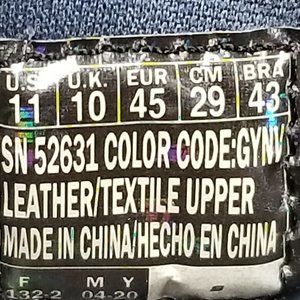 U.S. U.K. EUR CM BRA
11 10 45 29 43
SN 52631 COLOR CODE:GYNV
LEATHER/TEXTILE UPPER
MADE IN CHINA/HECHO EN CHINA
F M Y
132-2 04-20